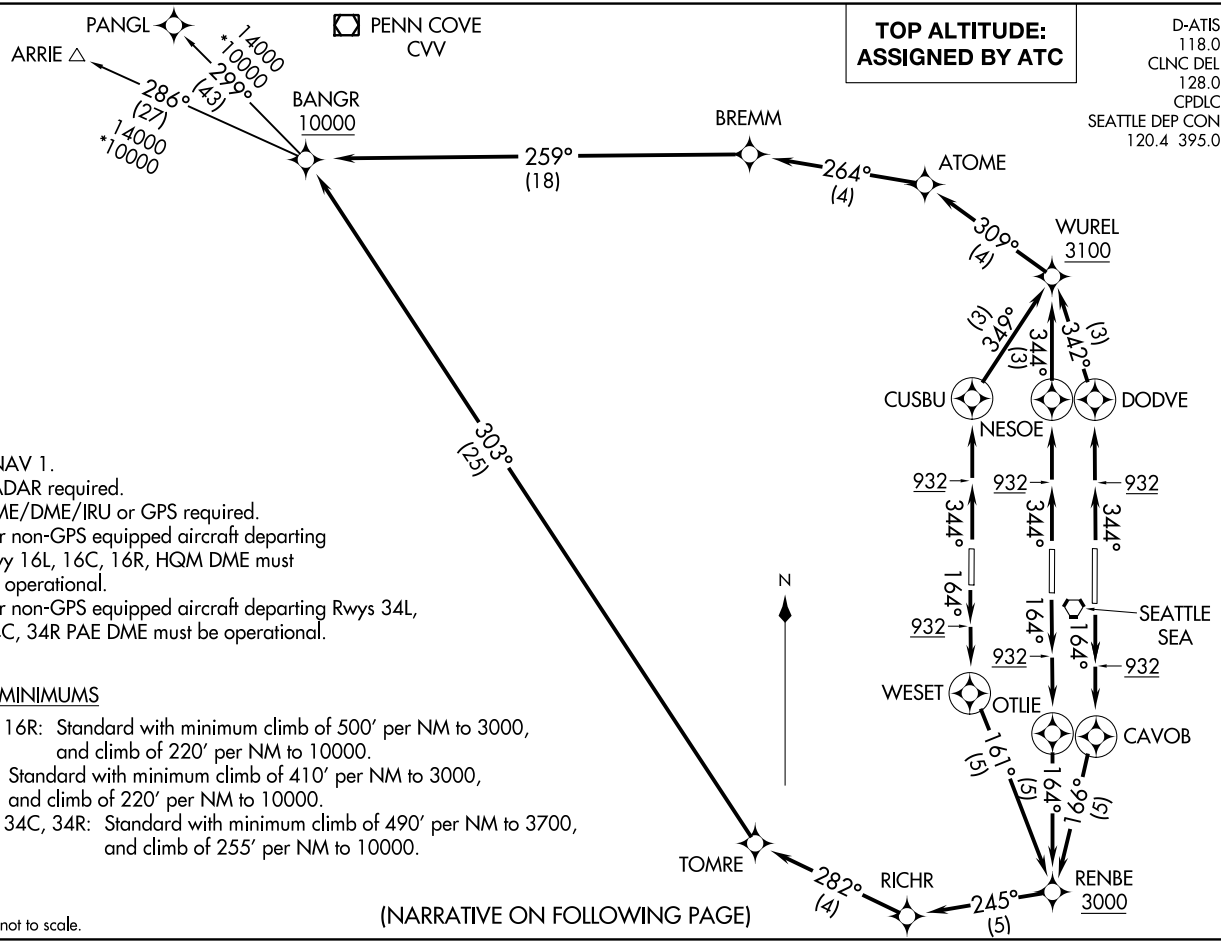 PANGL
ARRIE
14000
*10000
299°
(43)
286°
(27)
14000
*10000
PENN COVE
CVV
TOP ALTITUDE:
ASSIGNED BY ATC
D-ATIS
118.0
CLNC DEL
128.0
CPDLC
SEATTLE DEP CON
120.4 395.0
BANGR
10000
BREMM
259°
(18)
264°
(4)
ATOME
309°
(4)
WUREL
3100
(3)
349°
(3)
344°
(3)
342°
CUSBU
NESOE
DODVE
303°
(25)
932
932
932
344°
344°
344°
NAV 1.
ADAR required.
ME/DME/IRU or GPS required.
r non-GPS equipped aircraft departing
vy 16L, 16C, 16R, HQM DME must
operational.
r non-GPS equipped aircraft departing Rwys 34L,
4C, 34R PAE DME must be operational.
N
164°
164°
164°
SEATTLE
SEA
932
932
932
WESET
OTLIE
CAVOB
MINIMUMS
16R: Standard with minimum climb of 500' per NM to 3000,
and climb of 220' per NM to 10000.
Standard with minimum climb of 410' per NM to 3000,
and climb of 220' per NM to 10000.
34C, 34R: Standard with minimum climb of 490' per NM to 3700,
and climb of 255' per NM to 10000.
161°
(5)
(5)
164°
(5)
166°
TOMRE
282°
(4)
RICHR
245°
(5)
RENBE
3000
not to scale.
(NARRATIVE ON FOLLOWING PAGE)